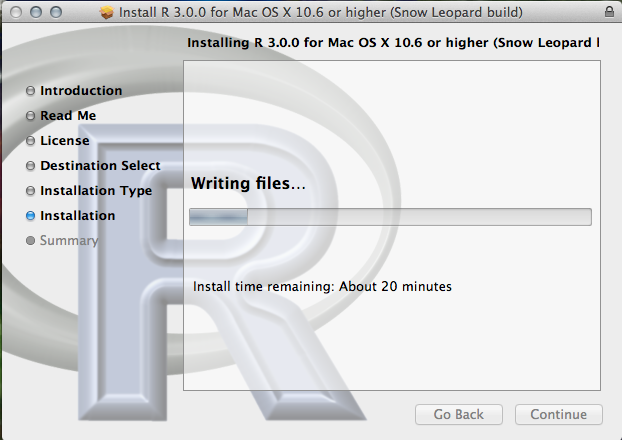 Install R 3.0.0 for Mac OS X 10.6 or higher (Snow Leopard build)
Installing R 3.0.0 for Mac OS X 10.6 or higher (Snow Leopard l
Introduction
Read Me
License
Destination Select
Installation Type
Installation
Summary
Writing files...
Install time remaining: About 20 minutes
Go Back
Continue
R